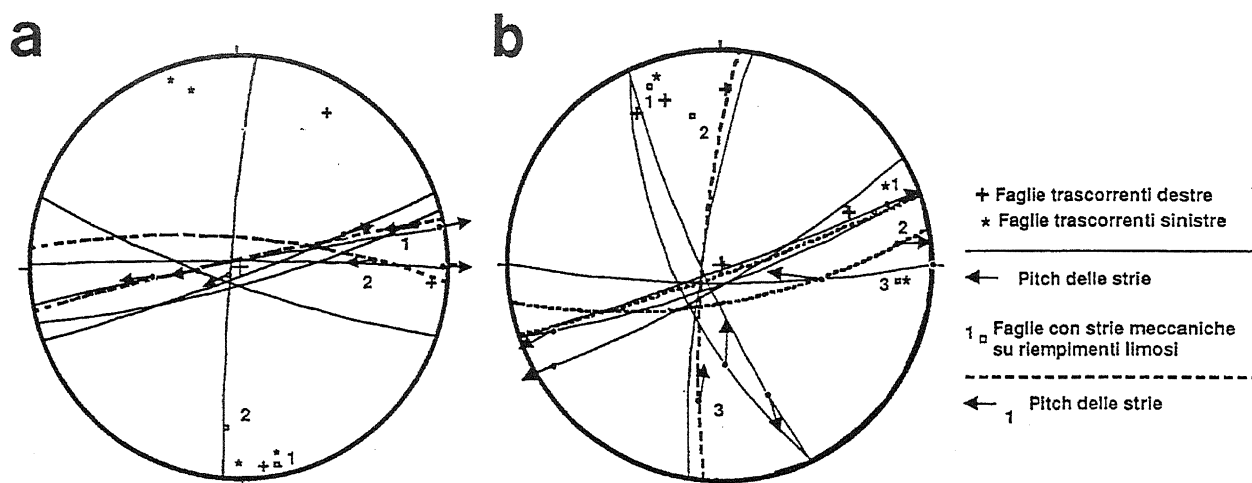 a
b
1
2
2
1
1
2
*1
2
3
3
+ Faglie trascorrenti destre
* Faglie trascorrenti sinistre
Pitch delle strie
1 Faglie con strie meccaniche
su riempimenti limosi
Pitch delle strie
1